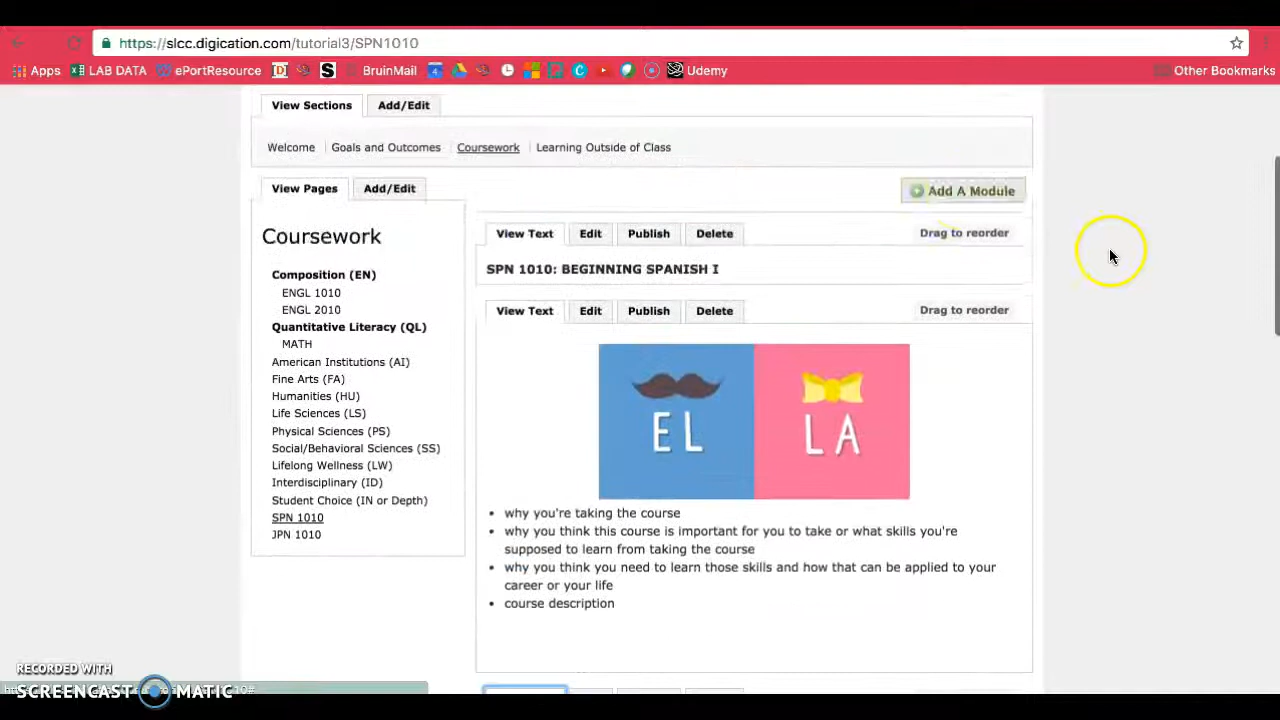 https://slcc.digication.com/tutorial3/SPN1010
Apps LAB DATA ePortResource BruinMail Udemy Other Bookmarks
View Sections Add/Edit
Welcome Goals and Outcomes Coursework Learning Outside of Class
View Pages Add/Edit
Add A Module
Coursework
Composition (EN)
ENGL 1010
ENGL 2010
Quantitative Literacy (QL)
MATH
American Institutions (AI)
Fine Arts (FA)
Humanities (HU)
Life Sciences (LS)
Physical Sciences (PS)
Social/Behavioral Sciences (SS)
Lifelong Wellness (LW)
Interdisciplinary (ID)
Student Choice (IN or Depth)
SPN 1010
JPN 1010
View Text Edit Publish Delete Drag to reorder
SPN 1010: BEGINNING SPANISH I
View Text Edit Publish Delete Drag to reorder
EL LA
• why you're taking the course
• why you think this course is important for you to take or what skills you're
supposed to learn from taking the course
• why you think you need to learn those skills and how that can be applied to your
career or your life
• course description
RECORDED WITH
SCREENCAST MATIC